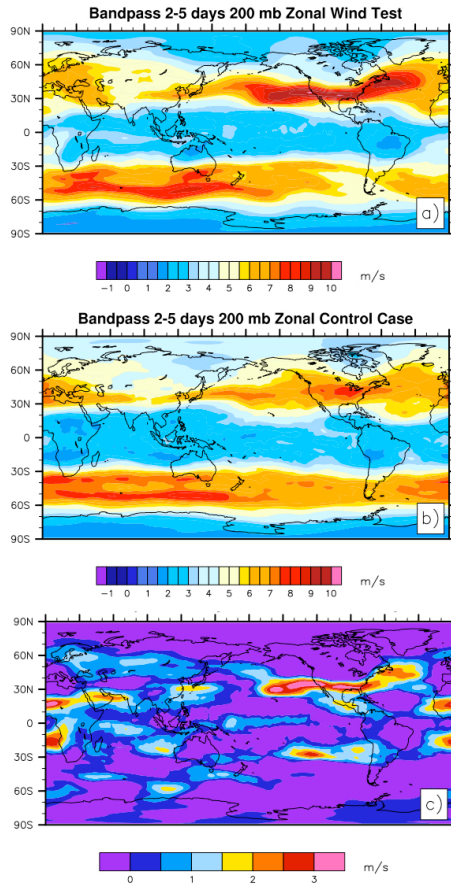 Bandpass 2-5 days 200 mb Zonal Wind Test
90N
60N
30N
0
30S
60S
90S
a)
−1 0 1 2 3 4 5 6 7 8 9 10 m/s
Bandpass 2-5 days 200 mb Zonal Control Case
90N
60N
30N
0
30S
60S
90S
b)
−1 0 1 2 3 4 5 6 7 8 9 10 m/s
90N
60N
30N
0
30S
60S
90S
c)
0 1 2 3 m/s